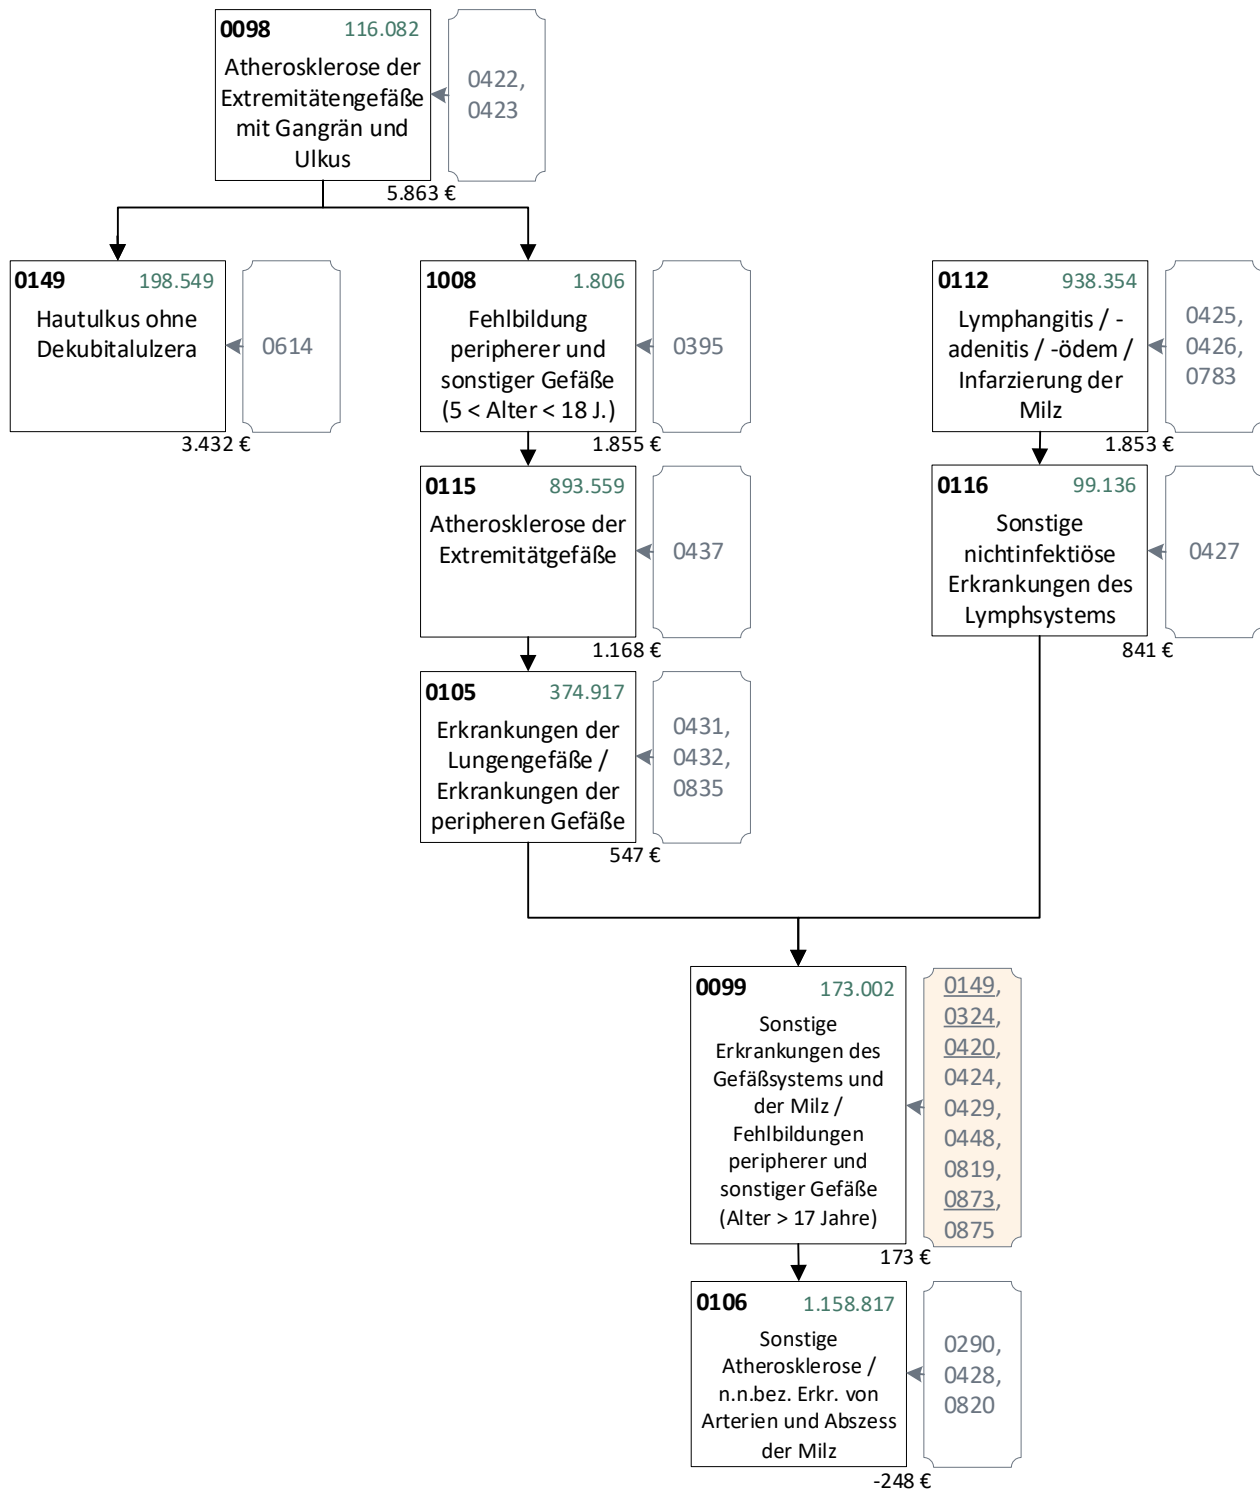 0098 116.082
Atherosklerose der
Extremitätengefäße
mit Gangrän und
Ulkus
0422,
0423
5.863 €
0149 198.549
Hautulkus ohne
Dekubitalulzera
0614
3.432 €
1008 1.806
Fehlbildung
peripherer und
sonstiger Gefäße
(5 < Alter < 18 J.)
0395
1.855 €
0112 938.354
Lymphangitis / -
adenitis / -ödem /
Infarzierung der
Milz
0425,
0426,
0783
1.853 €
0115 893.559
Atherosklerose der
Extremitätgefäße
0437
1.168 €
0116 99.136
Sonstige
nichtinfektiöse
Erkrankungen des
Lymphsystems
0427
841 €
0105 374.917
Erkrankungen der
Lungengefäße /
Erkrankungen der
peripheren Gefäße
0431,
0432,
0835
547 €
0099 173.002
Sonstige
Erkrankungen des
Gefäßsystems und
der Milz /
Fehlbildungen
peripherer und
sonstiger Gefäße
(Alter > 17 Jahre)
0149,
0324,
0420,
0424,
0429,
0448,
0819,
0873,
0875
173 €
0106 1.158.817
Sonstige
Atherosklerose /
n.n.bez. Erkr. von
Arterien und Abszess
der Milz
0290,
0428,
0820
-248 €